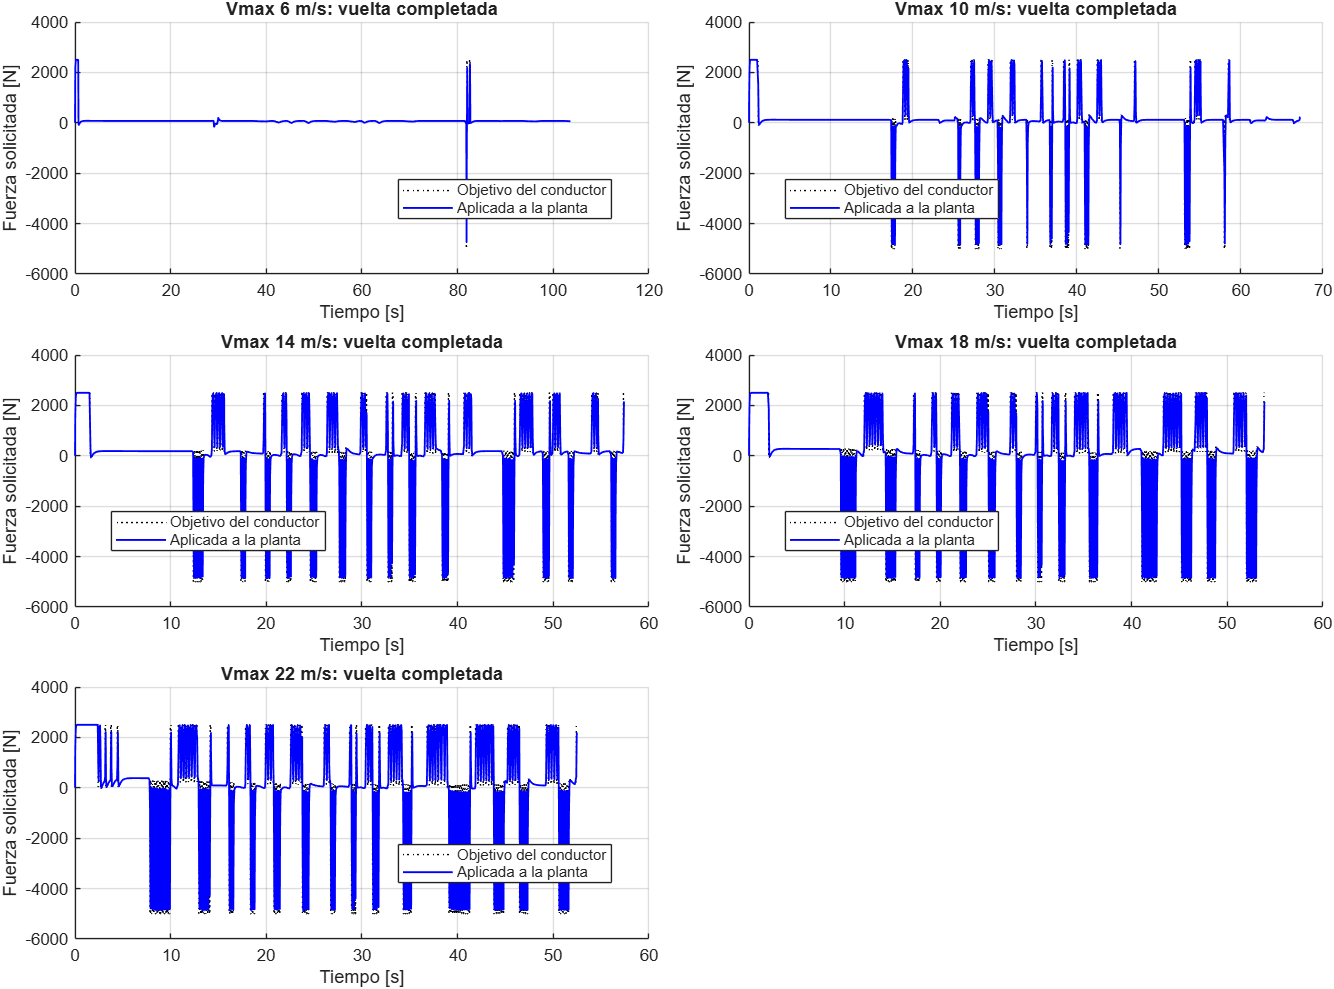 Vmax 6 m/s: vuelta completada
Fuerza solicitada [N]
4000
2000
0
-2000
-4000
-6000
Objetivo del conductor
Aplicada a la planta
0 20 40 60 80 100 120
Tiempo [s]
Vmax 10 m/s: vuelta completada
Fuerza solicitada [N]
4000
2000
0
-2000
-4000
-6000
Objetivo del conductor
Aplicada a la planta
0 10 20 30 40 50 60 70
Tiempo [s]
Vmax 14 m/s: vuelta completada
Fuerza solicitada [N]
4000
2000
0
-2000
-4000
-6000
Objetivo del conductor
Aplicada a la planta
0 10 20 30 40 50 60
Tiempo [s]
Vmax 18 m/s: vuelta completada
Fuerza solicitada [N]
4000
2000
0
-2000
-4000
-6000
Objetivo del conductor
Aplicada a la planta
0 10 20 30 40 50 60
Tiempo [s]
Vmax 22 m/s: vuelta completada
Fuerza solicitada [N]
4000
2000
0
-2000
-4000
-6000
Objetivo del conductor
Aplicada a la planta
0 10 20 30 40 50 60
Tiempo [s]